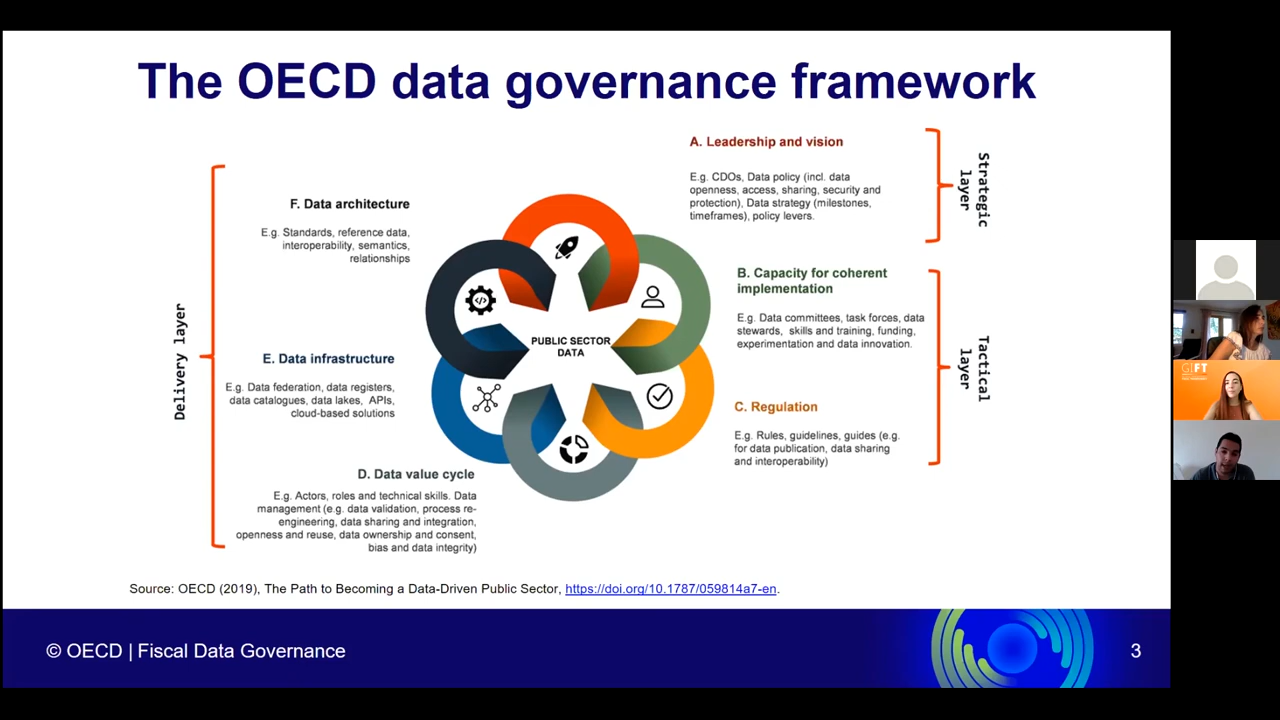 The OECD data governance framework
A. Leadership and vision
E.g. CDOs, Data policy (incl. data
openness, access, sharing, security and
protection), Data strategy (milestones,
timeframes), policy levers.
Strategic
layer
B. Capacity for coherent
implementation
E.g. Data committees, task forces, data
stewards, skills and training, funding,
experimentation and data innovation.
C. Regulation
E.g. Rules, guidelines, guides (e.g.
for data publication, data sharing
and interoperability)
Tactical
layer
PUBLIC SECTOR
DATA
F. Data architecture
E.g. Standards, reference data,
interoperability, semantics,
relationships
E. Data infrastructure
E.g. Data federation, data registers,
data catalogues, data lakes, APIs,
cloud-based solutions
D. Data value cycle
E.g. Actors, roles and technical skills. Data
management (e.g. data validation, process re-
engineering, data sharing and integration,
openness and reuse, data ownership and consent,
bias and data integrity)
Delivery layer
Source: OECD (2019), The Path to Becoming a Data-Driven Public Sector, https://doi.org/10.1787/059814a7-en.
© OECD | Fiscal Data Governance
3
GIFT